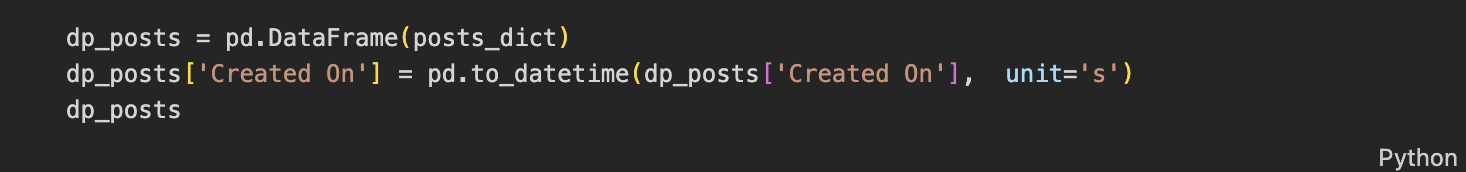 dp_posts = pd.DataFrame(posts_dict)
dp_posts['Created On'] = pd.to_datetime(dp_posts['Created On'],  unit='s')
dp_posts
Python